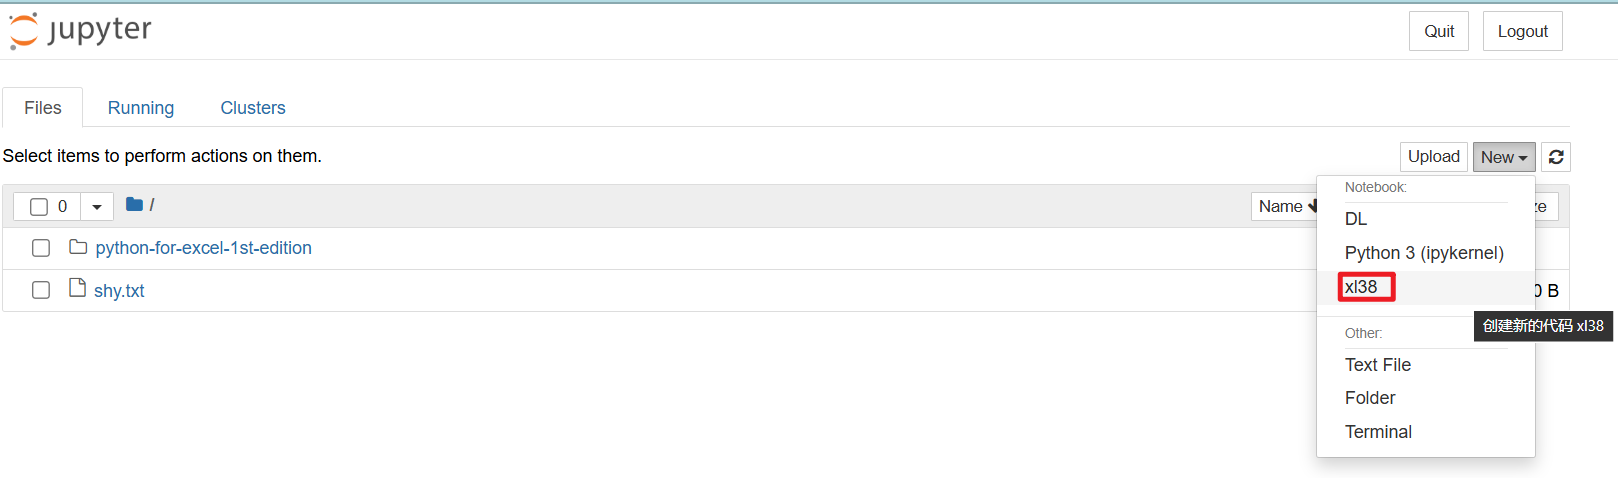 jupyter
Quit Logout
Files Running Clusters
Select items to perform actions on them.
Upload New
0 / Name ze
Notebook:
DL
python-for-excel-1st-edition
Python 3 (ipykernel)
xl38
shy.txt
0 B
创建新的代码 xl38
Other:
Text File
Folder
Terminal